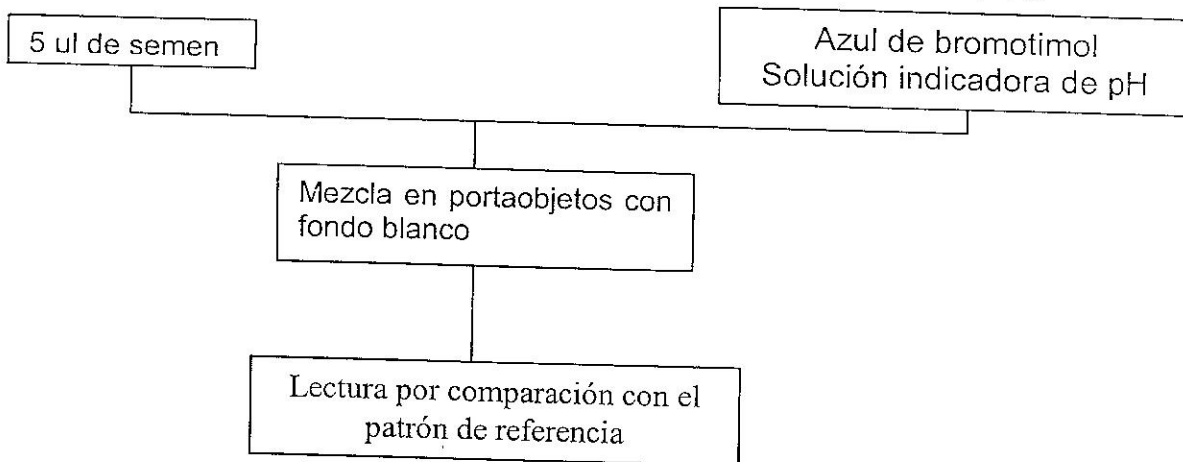 5 ul de semen
Azul de bromotimol
Solución indicadora de pH
Mezcla en portaobjetos con
fondo blanco
Lectura por comparación con el
patrón de referencia